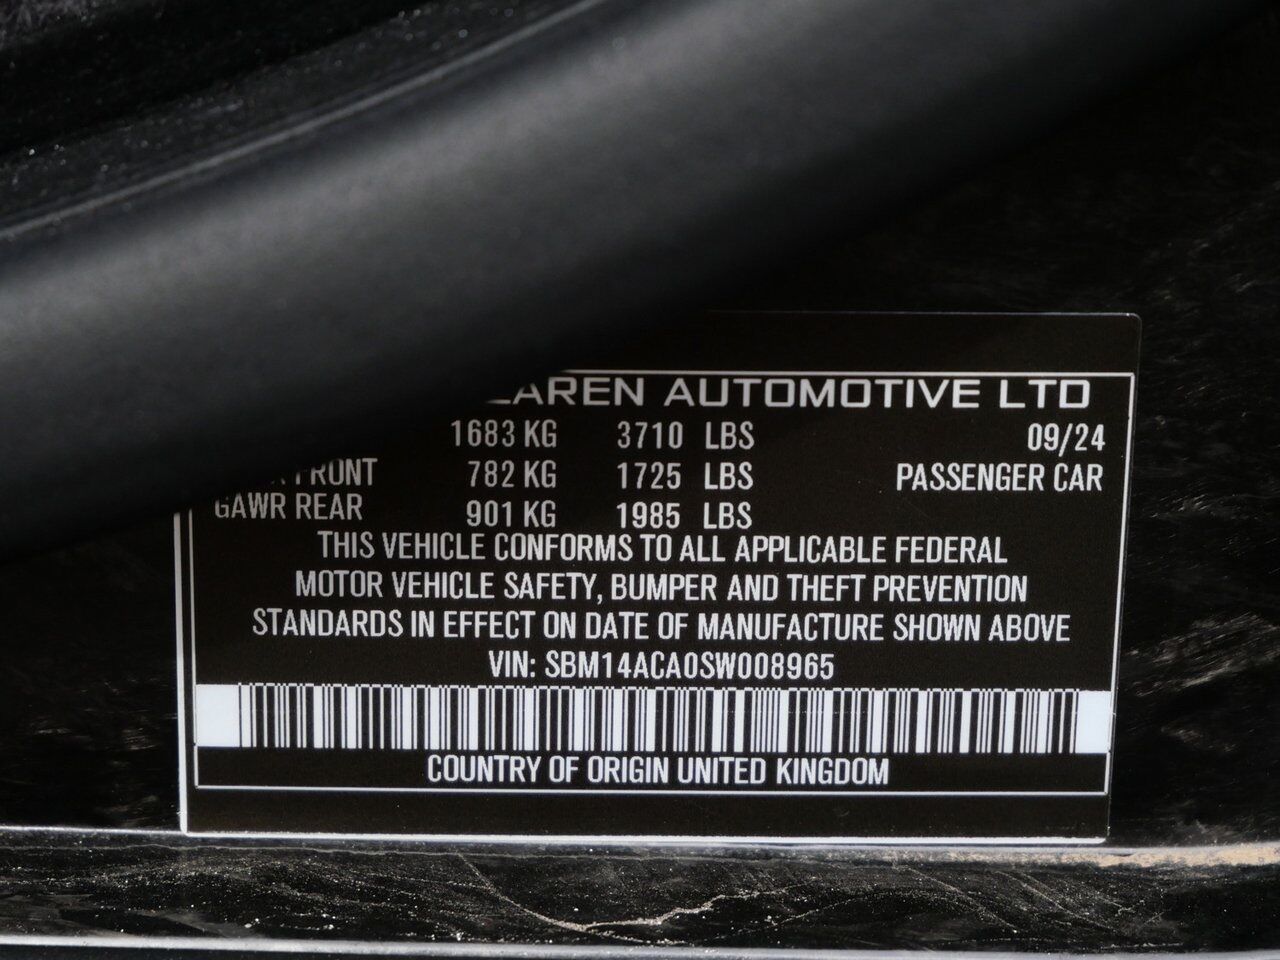 LAREN AUTOMOTIVE LTD
1683 KG 3710 LBS 09/24
FRONT 782 KG 1725 LBS PASSENGER CAR
GAWR REAR 901 KG 1985 LBS
THIS VEHICLE CONFORMS TO ALL APPLICABLE FEDERAL
MOTOR VEHICLE SAFETY, BUMPER AND THEFT PREVENTION
STANDARDS IN EFFECT ON DATE OF MANUFACTURE SHOWN ABOVE
VIN: SBM14ACA0SW008965
COUNTRY OF ORIGIN UNITED KINGDOM